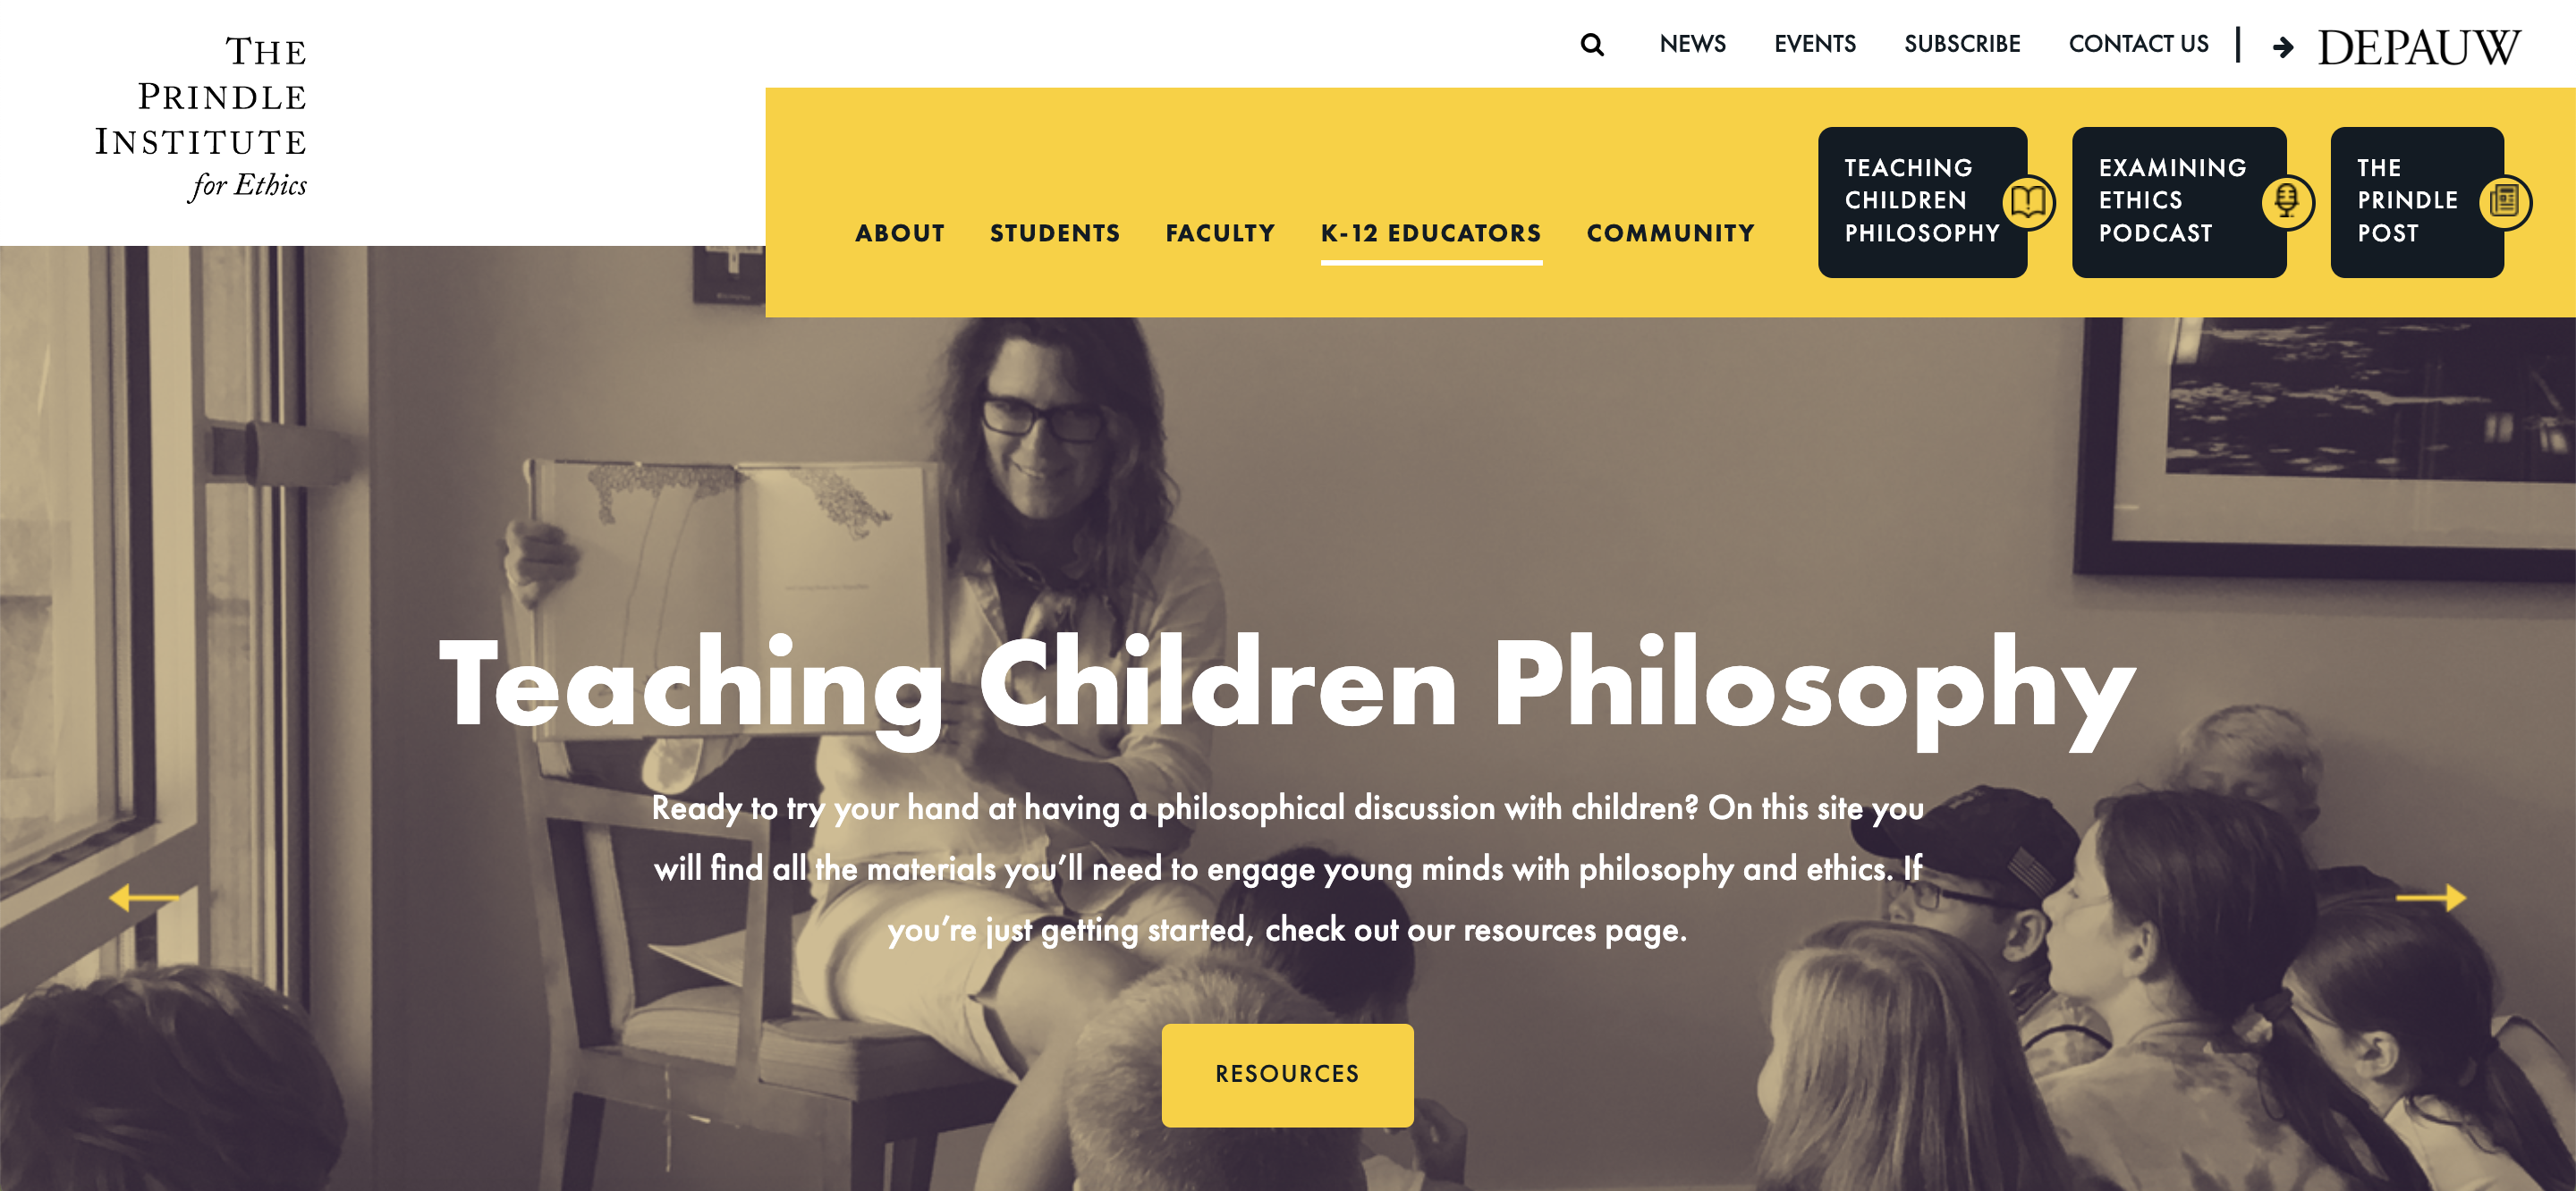 THE
PRINDLE
INSTITUTE
for Ethics
NEWS EVENTS SUBSCRIBE CONTACT US DEPAUW
ABOUT STUDENTS FACULTY K-12 EDUCATORS COMMUNITY
TEACHING
CHILDREN
PHILOSOPHY
EXAMINING
ETHICS
PODCAST
THE
PRINDLE
POST
Teaching Children Philosophy
Ready to try your hand at having a philosophical discussion with children? On this site you
will find all the materials you’ll need to engage young minds with philosophy and ethics. If
you’re just getting started, check out our resources page.
RESOURCES